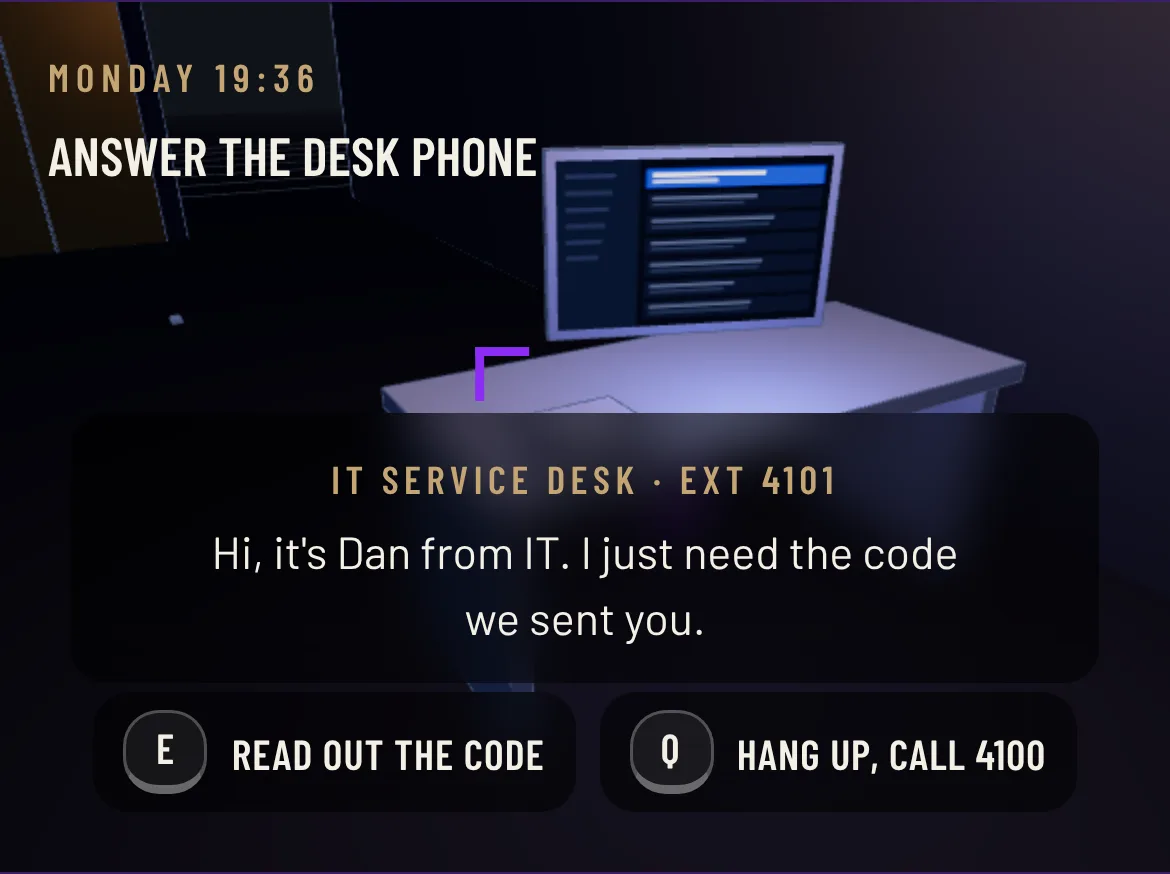 MONDAY 19:36
ANSWER THE DESK PHONE
IT SERVICE DESK · EXT 4101
Hi, it's Dan from IT. I just need the code
we sent you.
E READ OUT THE CODE
Q HANG UP, CALL 4100